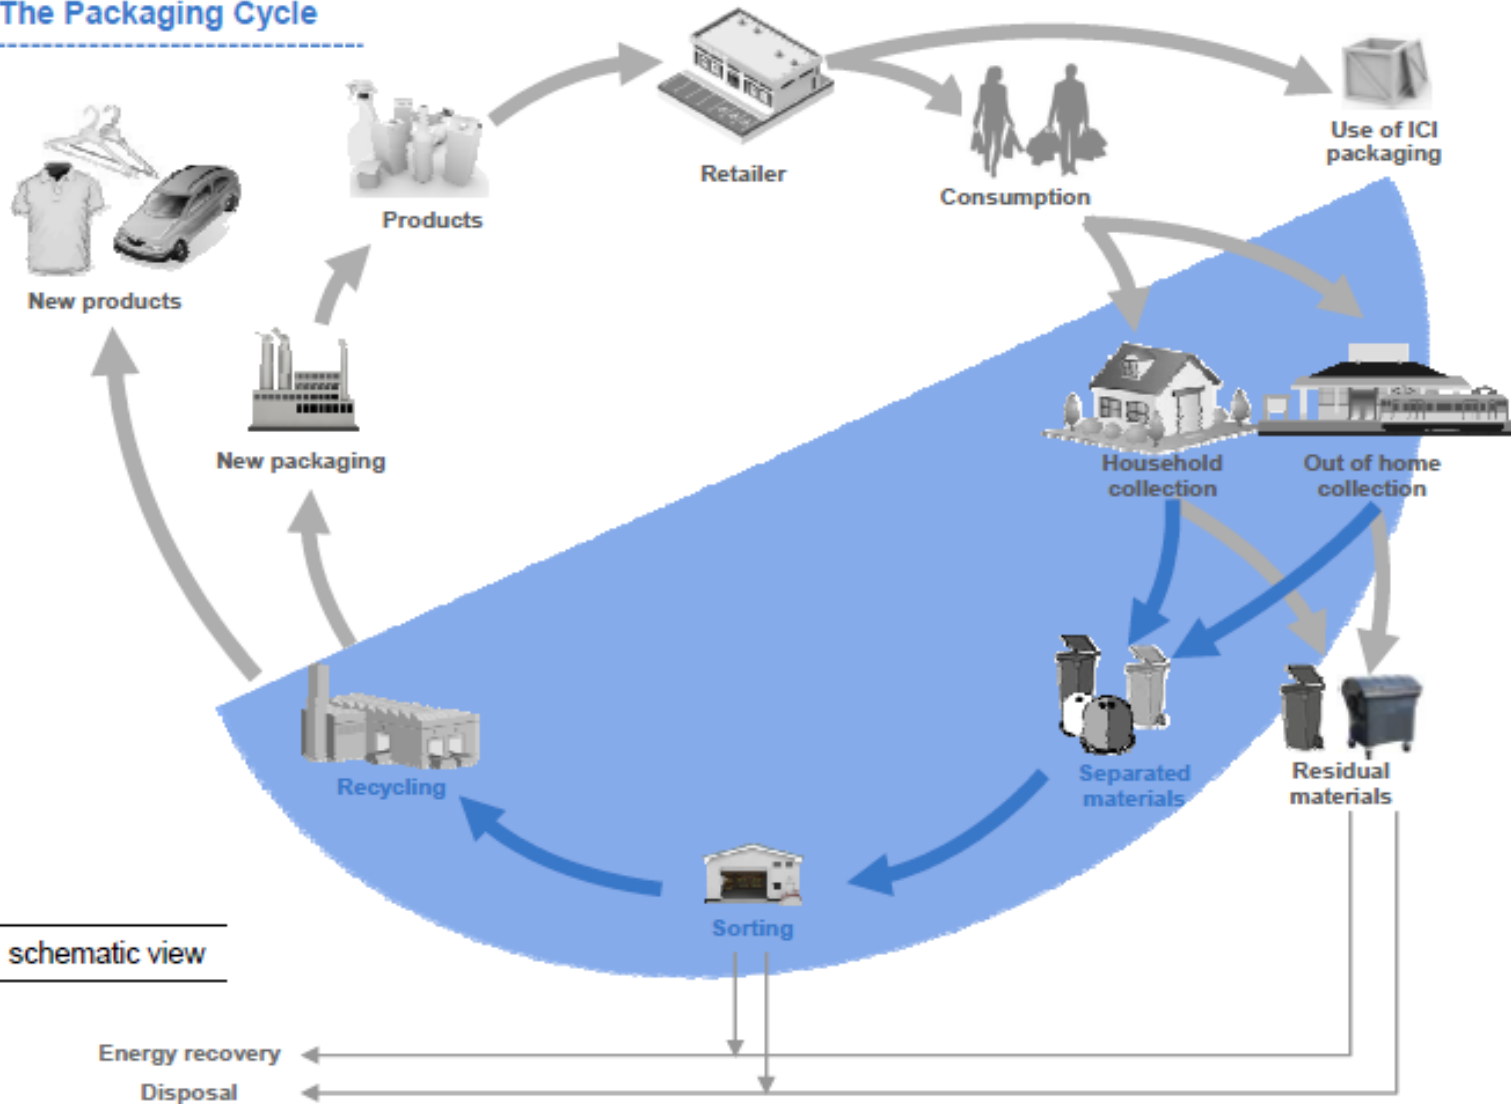 The Packaging Cycle
Use of ICI
packaging
Retailer
Consumption
Products
New products
New packaging
Household
collection
Out of home
collection
Separated
materials
Residual
materials
Recycling
Sorting
schematic view
Energy recovery
Disposal